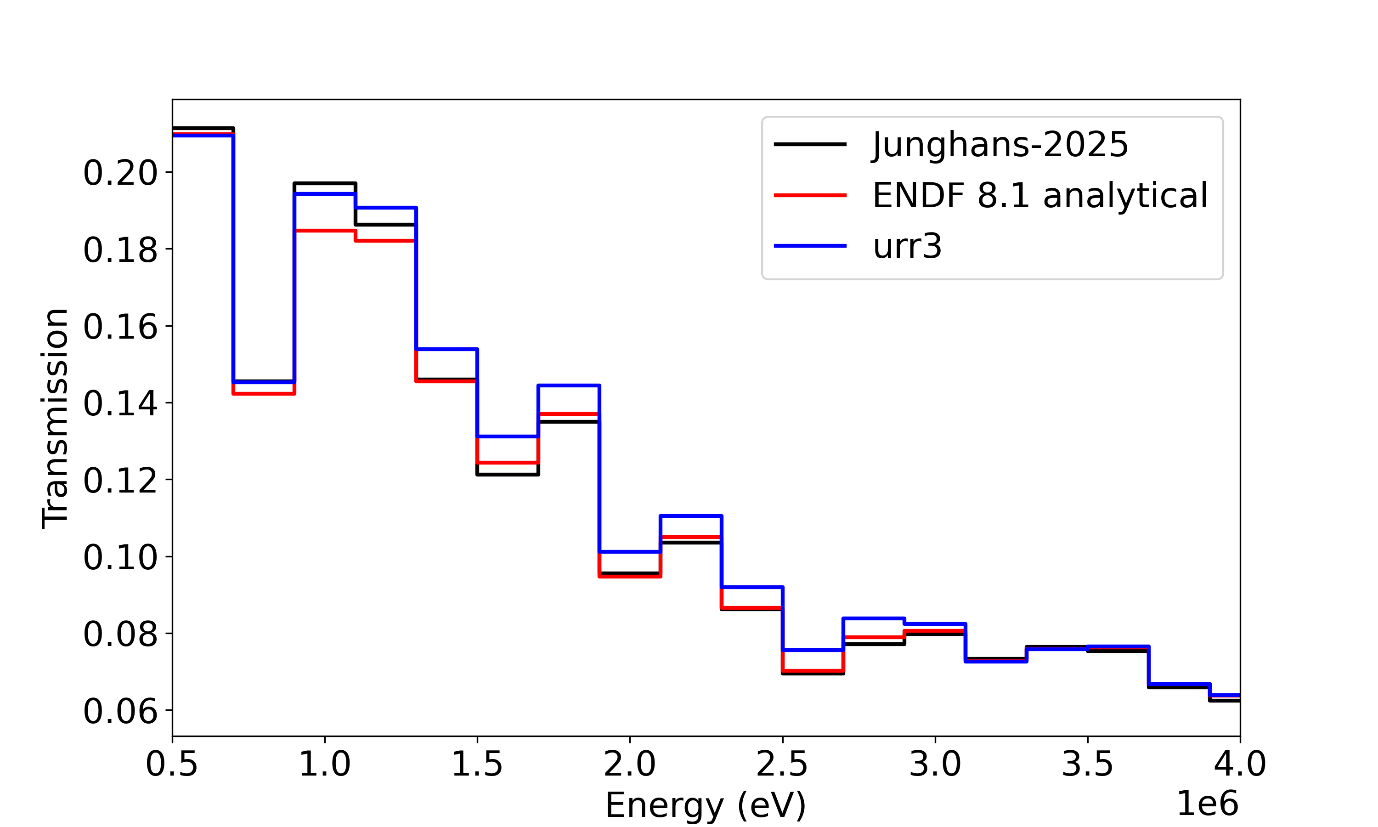 Junghans-2025
ENDF 8.1 analytical
urr3
Transmission
0.20
0.18
0.16
0.14
0.12
0.10
0.08
0.06
0.5 1.0 1.5 2.0 2.5 3.0 3.5 4.0
Energy (eV)
1e6